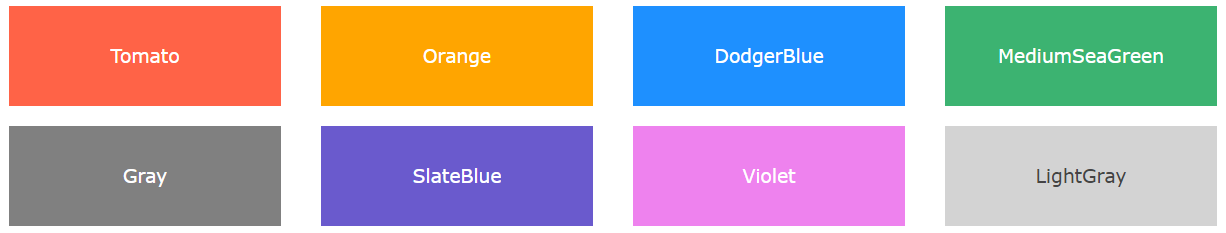 Tomato
Orange
DodgerBlue
MediumSeaGreen
Gray
SlateBlue
Violet
LightGray